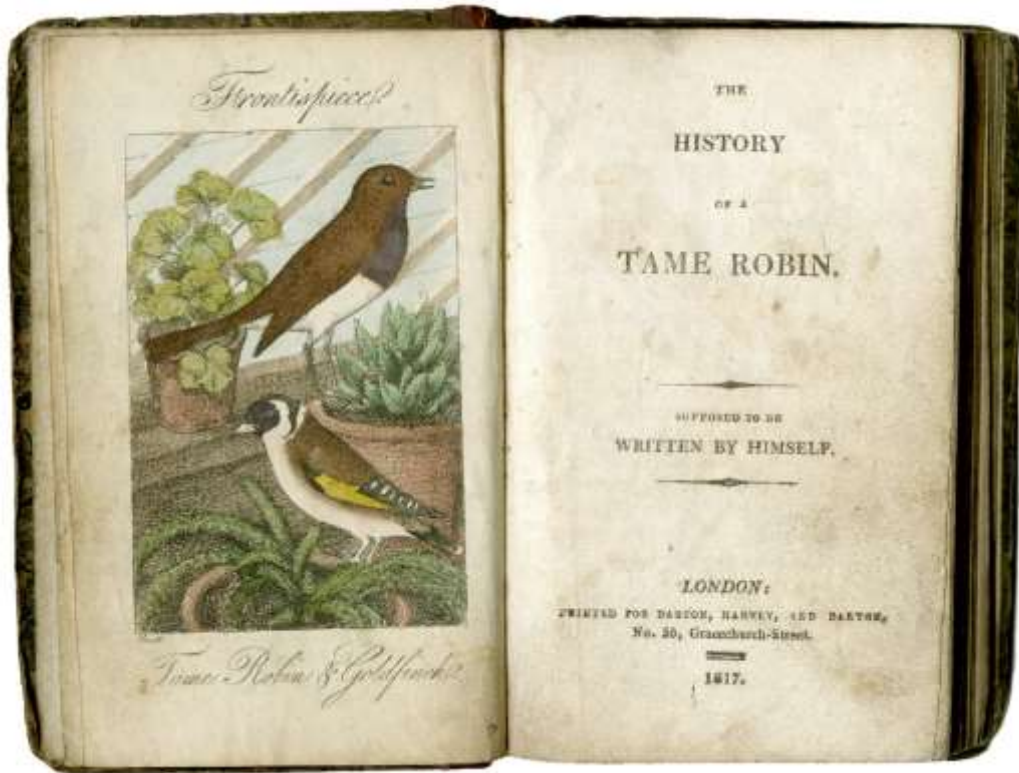 Frontispiece.
Tame Robin & Goldfinch.
THE
HISTORY
OF A
TAME ROBIN.
SUPPOSED TO BE
WRITTEN BY HIMSELF.
LONDON:
PRINTED FOR DARTON, HARVEY, AND DARTON,
No. 55, Gracechurch-Street.
1817.